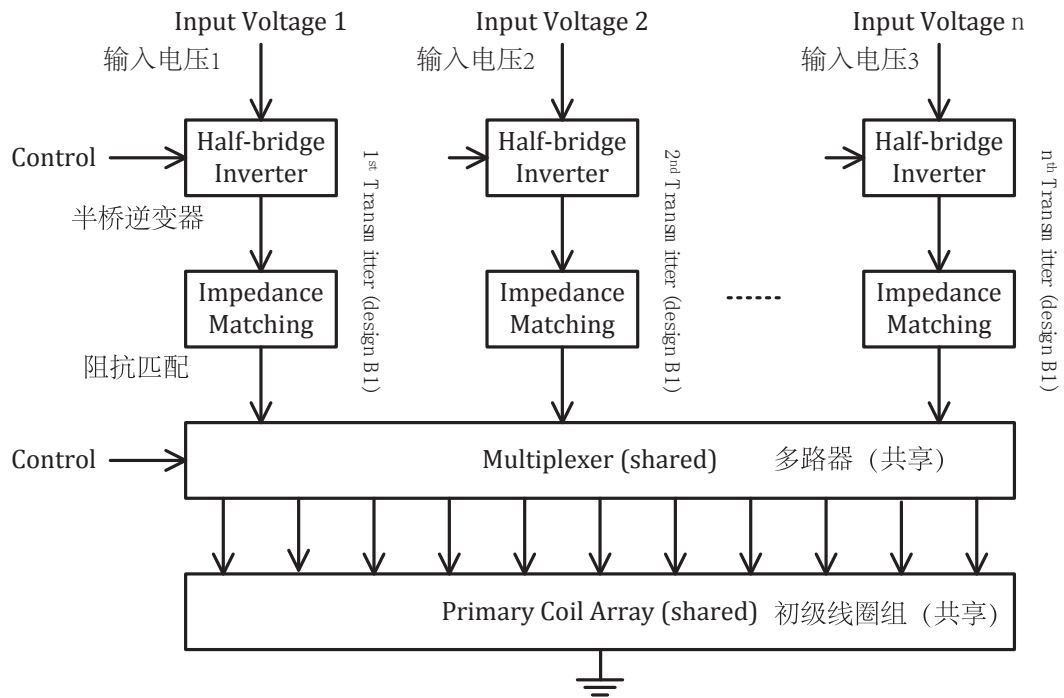 Input Voltage 1
Input Voltage 2
Input Voltage n
输入电压1
输入电压2
输入电压3
Control
Half-bridge
Inverter
1st Transmitter (design B1)
Half-bridge
Inverter
2nd Transmitter (design B1)
Half-bridge
Inverter
nth Transmitter (design B1)
半桥逆变器
Impedance
Matching
Impedance
Matching
........
Impedance
Matching
阻抗匹配
Control
Multiplexer (shared) 多路器（共享）
Primary Coil Array (shared) 初级线圈组（共享）